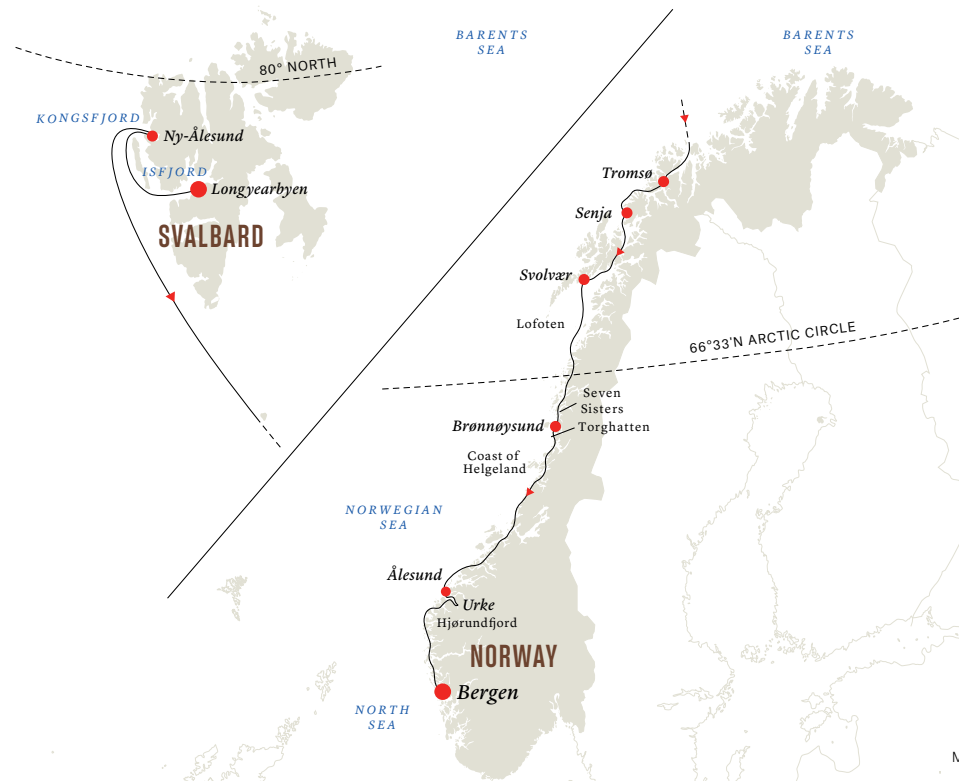 BARENTS
SEA
BARENTS
SEA
80° NORTH
KONGSFJORD
Ny-Ålesund
ISFJORD
Longyearbyen
SVALBARD
Tromsø
Senja
Svolvær
Lofoten
66°33'N ARCTIC CIRCLE
Seven
Sisters
Brønnøysund
Torghatten
Coast of
Helgeland
NORWEGIAN
SEA
Ålesund
Urke
Hjørundfjord
NORWAY
Bergen
NORTH
SEA
M